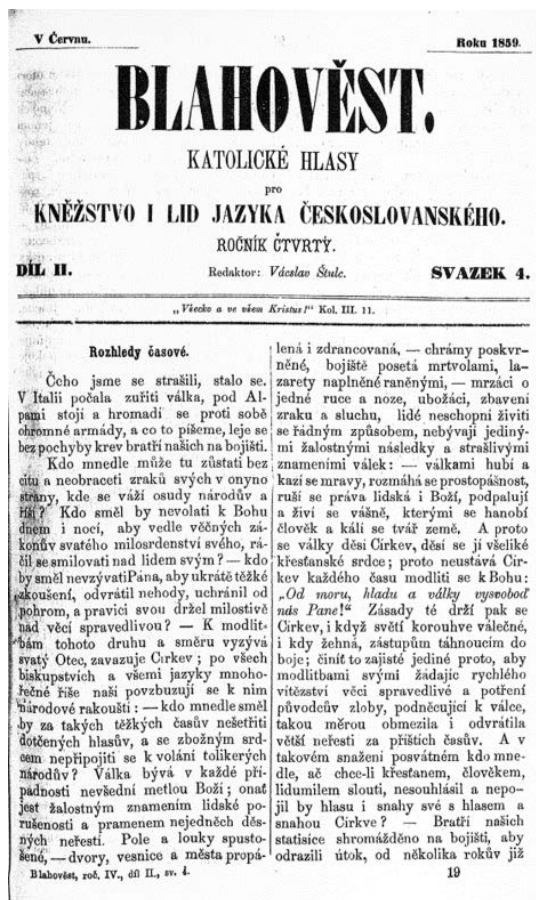 V Červnu.
Roku 1859.
BLAHOVĚST.
KATOLICKÉ HLASY
pro
KNĚŽSTVO I LID JAZYKA ČESKOSLOVANSKÉHO.
ROČNÍK ČTVRTÝ.
DÍL II.
Redaktor: Vácslav Štulc.
SVAZEK 4.
„Všecko a ve všem Kristus!" Kol. III. 11.
Rozhledy časové.
Čeho jsme se strašili, stalo se.
V Italii počala zuřiti válka, pod Al-
pami stojí a hromadí se proti sobě
ohromné armády, a co to píšeme, leje se
bez pochyby krev bratří našich na bojišti.
Kdo mnedle může tu zůstati bez
citu a neobraceti zraků svých v onyno
strany, kde se váží osudy národův a
říší? Kdo směl by nevolati k Bohu
dnem i nocí, aby vedle věčných zá-
konův svatého milosrdenství svého, rá-
čil se smilovati nad lidem svým? — kdo
by směl nevzývati Pána, aby ukrátě těžké
zkoušení, odvrátil nehody, uchránil od
pohrom, a pravici svou držel milostivě
nad věcí spravedlivou? — K modlit-
bám tohoto druhu a směru vyzývá
svatý Otec, zavazuje Církev; po všech
biskupstvích a všemi jazyky mnoho-
řečné říše naší povzbuzují se k nim
národové rakouští: — kdo mnedle směl
by za takých těžkých časův nešetřiti
dotčených hlasův, a se zbožným srd-
cem nepřipojiti se k volání tolikerých
národův? Válka bývá v každé pří-
padnosti nevšední metlou Boží; onať
jest žalostným znamením lidské po-
rušenosti a pramenem nejedněch děs-
ných neřestí. Pole a louky spusto-
šené, — dvory, vesnice a města propá-
lená i zdrancovaná, — chrámy poskvr-
něné, bojiště posetá mrtvolami, la-
zarety naplněné raněnými, — mrzáci o
jedné ruce a noze, ubožáci, zbavení
zraku a sluchu, lidé neschopní živiti
se řádným způsobem, nebývají jediný-
mi žalostnými následky a strašlivými
znameními válek: — válkami hubí a
kazí se mravy, rozmáhá se prostopášnost,
ruší se práva lidská i Boží, podpalují
a živí se vášně, kterými se hanobí
člověk a kálí se tvář země. A proto
se války děsí Církev, děsí se jí všeliké
křesťanské srdce; proto neustává Cír-
kev každého času modliti se k Bohu:
„Od moru, hladu a války vysvoboď
nás Pane!" Zásady té drží pak se
Církev, i když světí korouhve válečné,
i kdy žehná, zástupům táhnoucím do
boje; činíť to zajisté jediné proto, aby
modlitbami svými žádajíc rychlého
vítězství věci spravedlivé a potření
původcův zloby, podněcující k válce,
takou měrou obmezila i odvrátila
větší neřesti za příštích časův. A v
takovém snažení posvátném kdo mne-
dle, ač chce-li křesťanem, člověkem,
lidumilem slouti, nesouhlásil a nepo-
jil by hlasu i snahy své s hlasem a
snahou Církve? — Bratří našich
statisíce shromážděno na bojišti, aby
odrazili útok, od několika rokův již
Blahověst, roč. IV., díl II., sv. 4.
19